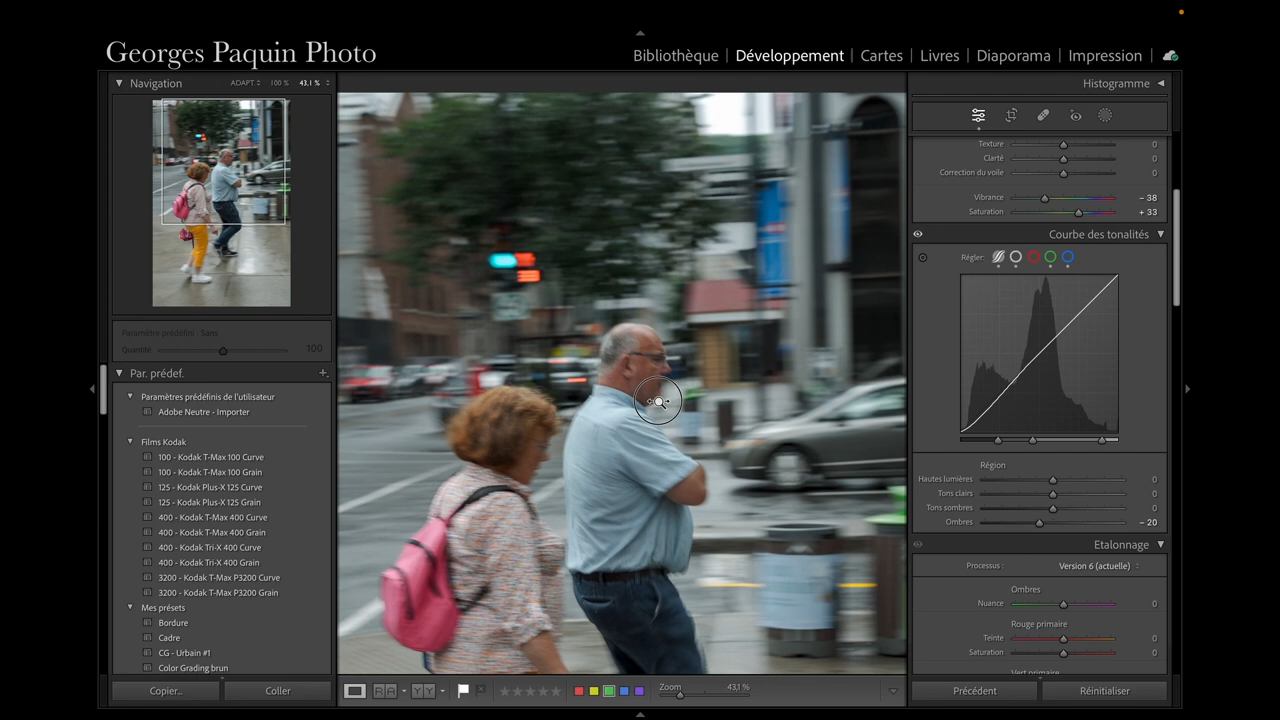 Georges Paquin Photo
Bibliothèque | Développement | Cartes | Livres | Diaporama | Impression |
Navigation ADAPT 100 % 43,1 %
Histogramme
Texture 0
Clarté 0
Correction du voile 0
Vibrance - 38
Saturation + 33
Courbe des tonalités
Régler:
Région
Hautes lumières 0
Tons clairs 0
Tons sombres 0
Ombres - 20
Etalonnage
Processus : Version 6 (actuelle)
Ombres
Nuance 0
Rouge primaire
Teinte 0
Saturation 0
Vert primaire
Précédent Réinitialiser
Paramètre prédéfini : Sans
Quantité 100
Par. prédef.
Paramètres prédéfinis de l'utilisateur
Adobe Neutre - Importer
Films Kodak
100 - Kodak T-Max 100 Curve
100 - Kodak T-Max 100 Grain
125 - Kodak Plus-X 125 Curve
125 - Kodak Plus-X 125 Grain
400 - Kodak T-Max 400 Curve
400 - Kodak T-Max 400 Grain
400 - Kodak Tri-X 400 Curve
400 - Kodak Tri-X 400 Grain
3200 - Kodak T-Max P3200 Curve
3200 - Kodak T-Max P3200 Grain
Mes présets
Bordure
Cadre
CG - Urbain #1
Color Grading brun
Copier... Coller
RA YY Zoom 43,1 %